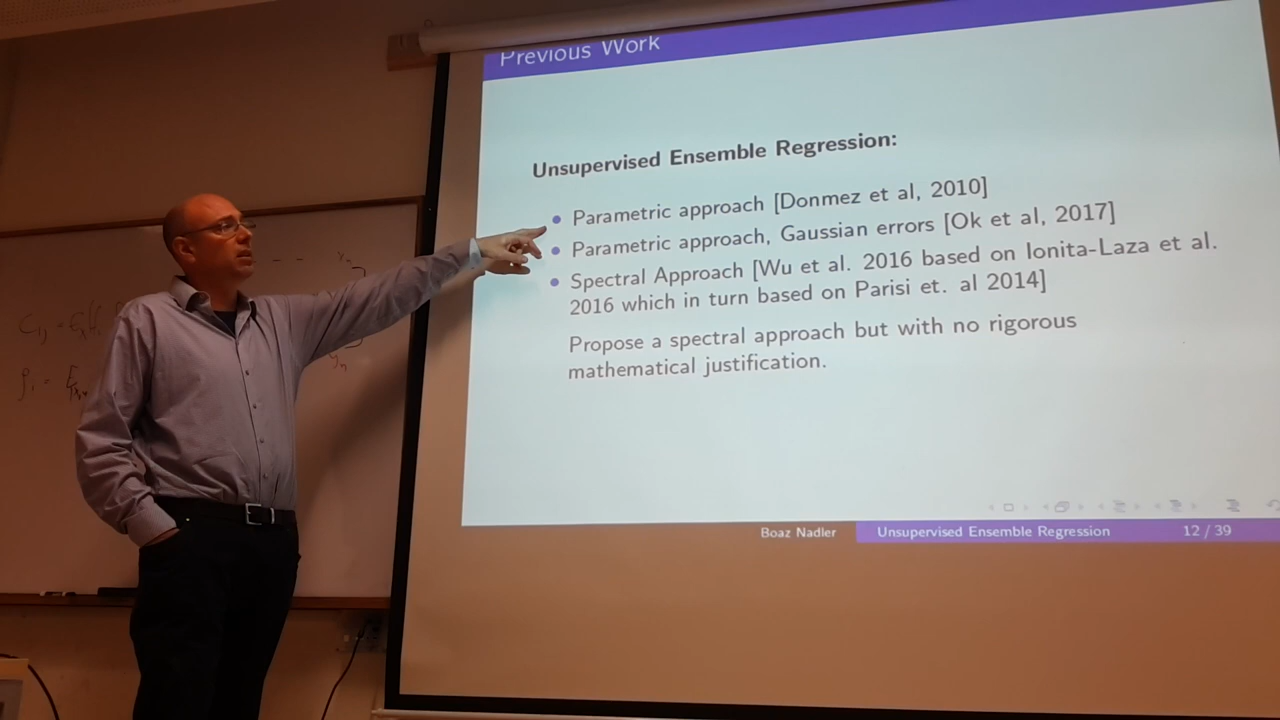 Previous Work
Unsupervised Ensemble Regression:
Parametric approach [Donmez et al, 2010]
Parametric approach, Gaussian errors [Ok et al, 2017]
Spectral Approach [Wu et al. 2016 based on Ionita-Laza et al.
2016 which in turn based on Parisi et. al 2014]
Propose a spectral approach but with no rigorous
mathematical justification.
Boaz Nadler
Unsupervised Ensemble Regression
12 / 39